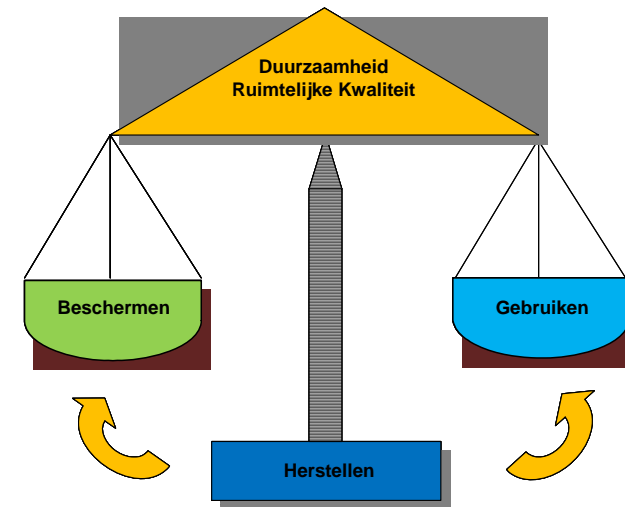 Duurzaamheid
Ruimtelijke Kwaliteit
Beschermen
Gebruiken
Herstellen